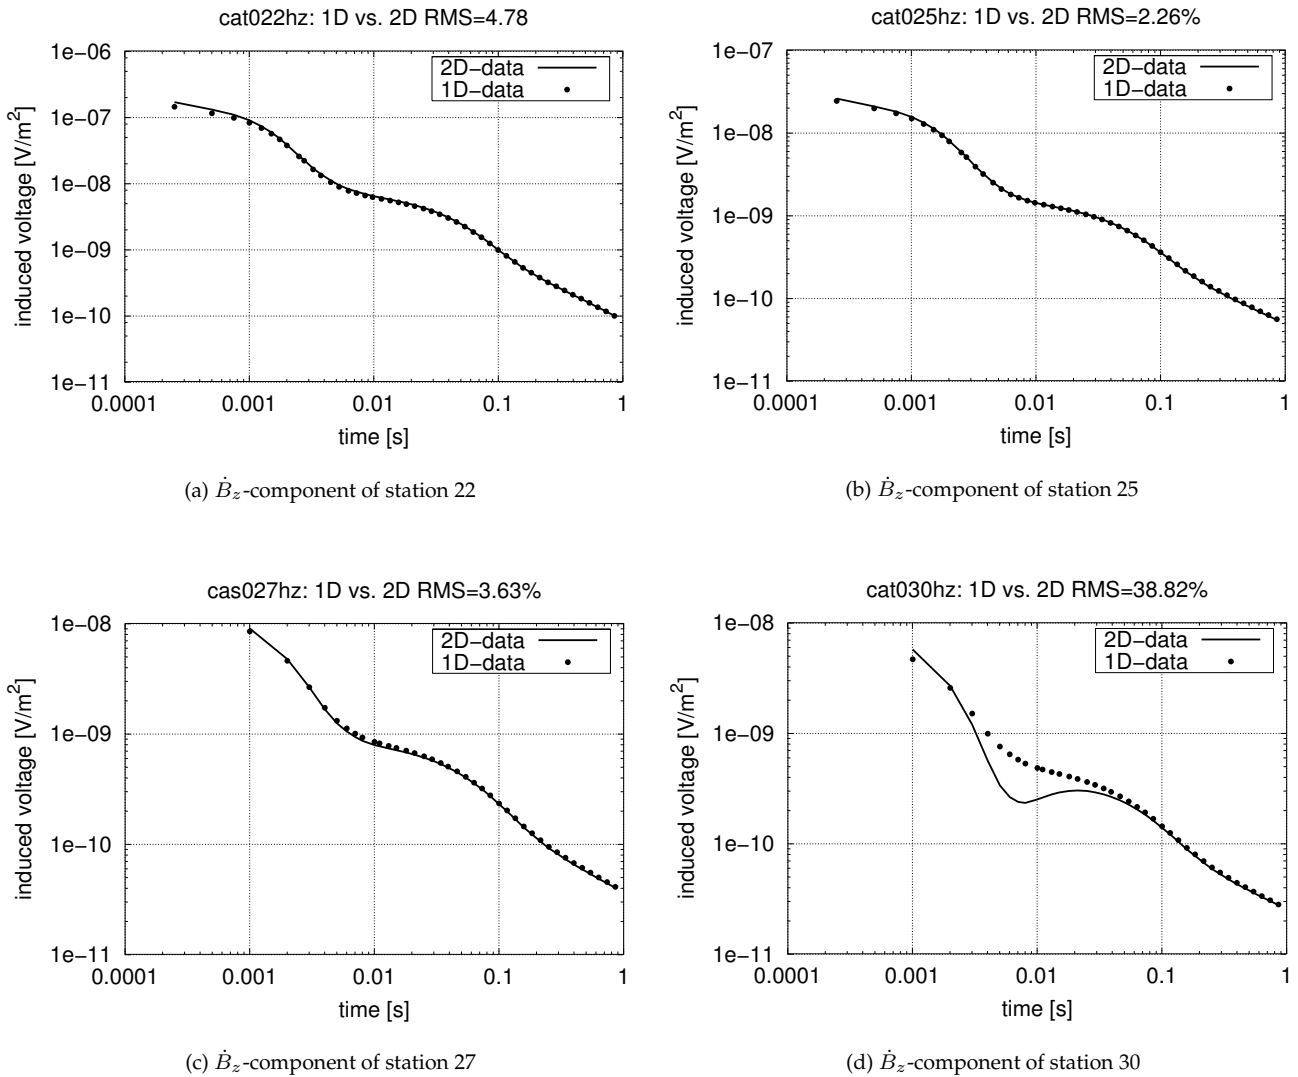 cat022hz: 1D vs. 2D RMS=4.78
1e−06
1e−07
1e−08
1e−09
1e−10
1e−11
induced voltage [V/m²]
2D−data
1D−data
0.0001 0.001 0.01 0.1 1
time [s]
(a) Ḃz-component of station 22
cat025hz: 1D vs. 2D RMS=2.26%
1e−07
1e−08
1e−09
1e−10
1e−11
induced voltage [V/m²]
2D−data
1D−data
0.0001 0.001 0.01 0.1 1
time [s]
(b) Ḃz-component of station 25
cas027hz: 1D vs. 2D RMS=3.63%
1e−08
1e−09
1e−10
1e−11
induced voltage [V/m²]
2D−data
1D−data
0.0001 0.001 0.01 0.1 1
time [s]
(c) Ḃz-component of station 27
cat030hz: 1D vs. 2D RMS=38.82%
1e−08
1e−09
1e−10
1e−11
induced voltage [V/m²]
2D−data
1D−data
0.0001 0.001 0.01 0.1 1
time [s]
(d) Ḃz-component of station 30